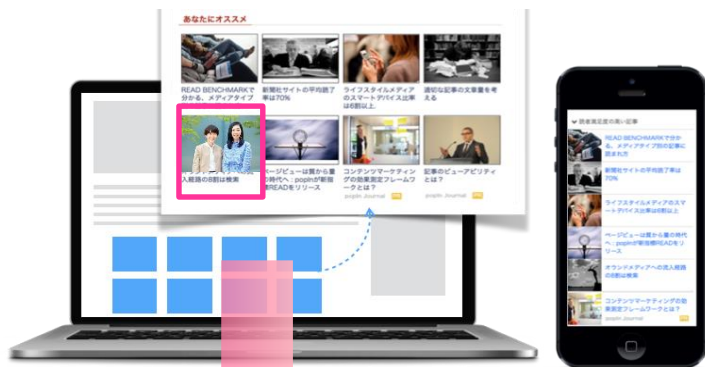 あなたにオススメ
READ BENCHMARKで
分かる、メディアタイプ
新聞社サイトの平均読了
率は70%
ライフスタイルメディア
のスマートデバイス比率
は6割以上
適切な記事の文章量を考
える
入経路の8割は検索
ページビューは質から量
の時代へ：popInが新指
標READをリリース
コンテンツマーケティン
グの効果測定フレームワ
ークとは？
popIn Journal PR
記事のビューアビリティ
とは？
popIn Journal PR
読者満足度の高い記事
READ BENCHMARKで分か
る、メディアタイプ別の記事に
読まれ方
新聞社サイトの平均読了率は
70%
ライフスタイルメディアのスマ
ートデバイス比率は6割以上
ページビューは質から量の時代
へ：popInが新指標READをリ
リース
オウンドメディアへの流入経路
の8割は検索
コンテンツマーケティングの効
果測定フレームワークとは？
popIn Journal PR